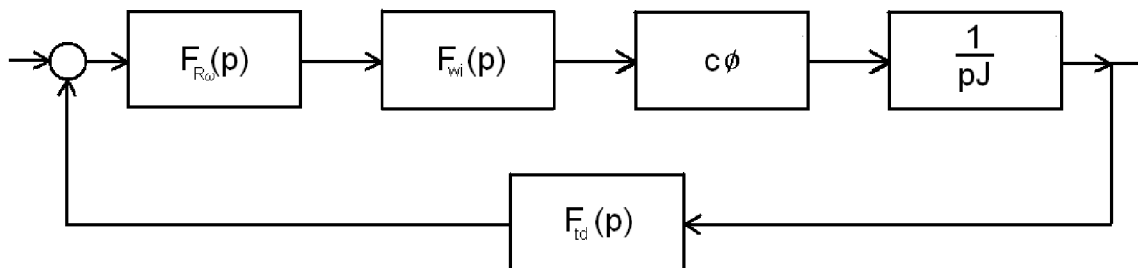 F_Rω(p)
F_wi(p)
cϕ
1/pJ
F_td(p)